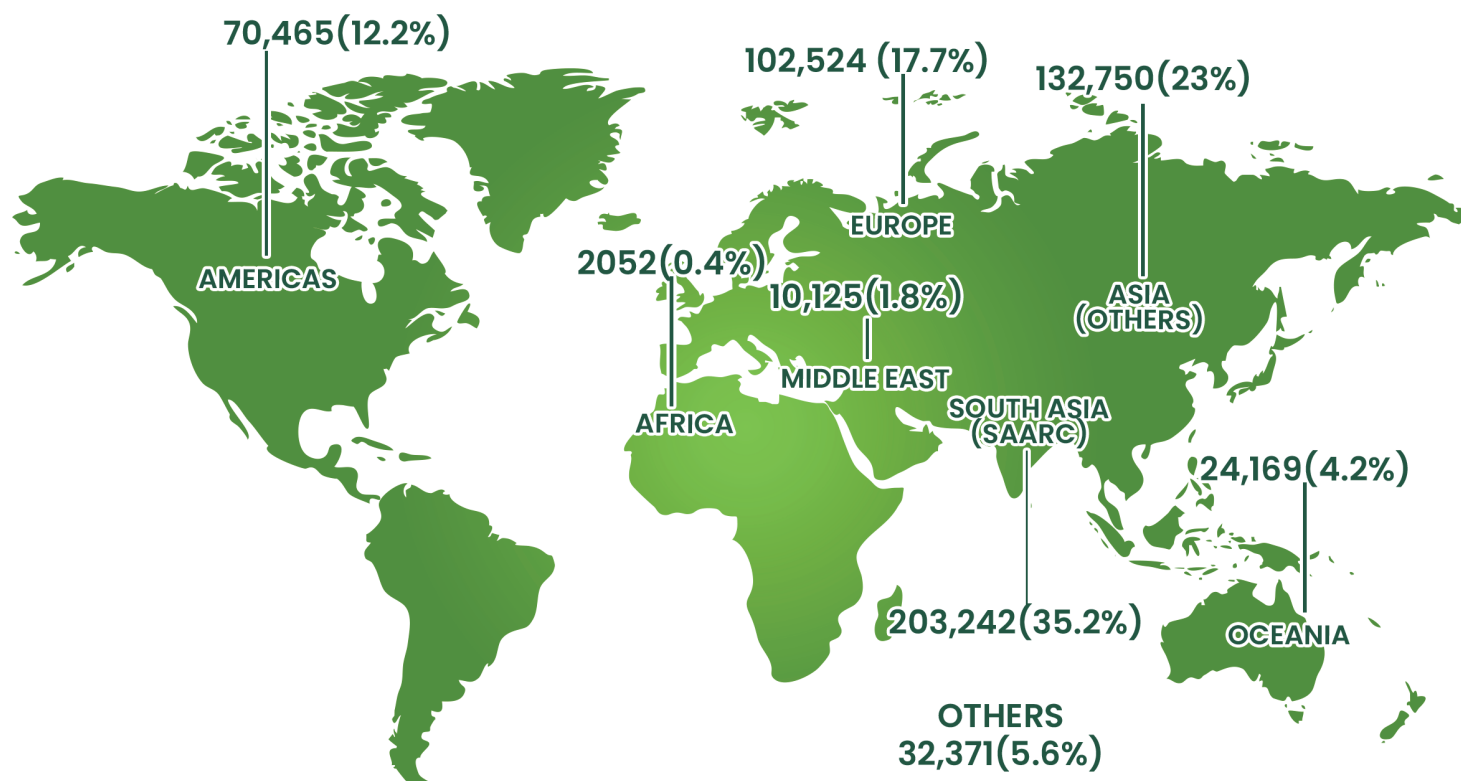 70,465(12.2%)
AMERICAS
102,524 (17.7%)
EUROPE
132,750(23%)
ASIA
(OTHERS)
2052(0.4%)
AFRICA
10,125(1.8%)
MIDDLE EAST
SOUTH ASIA
(SAARC)
203,242(35.2%)
24,169(4.2%)
OCEANIA
OTHERS
32,371(5.6%)